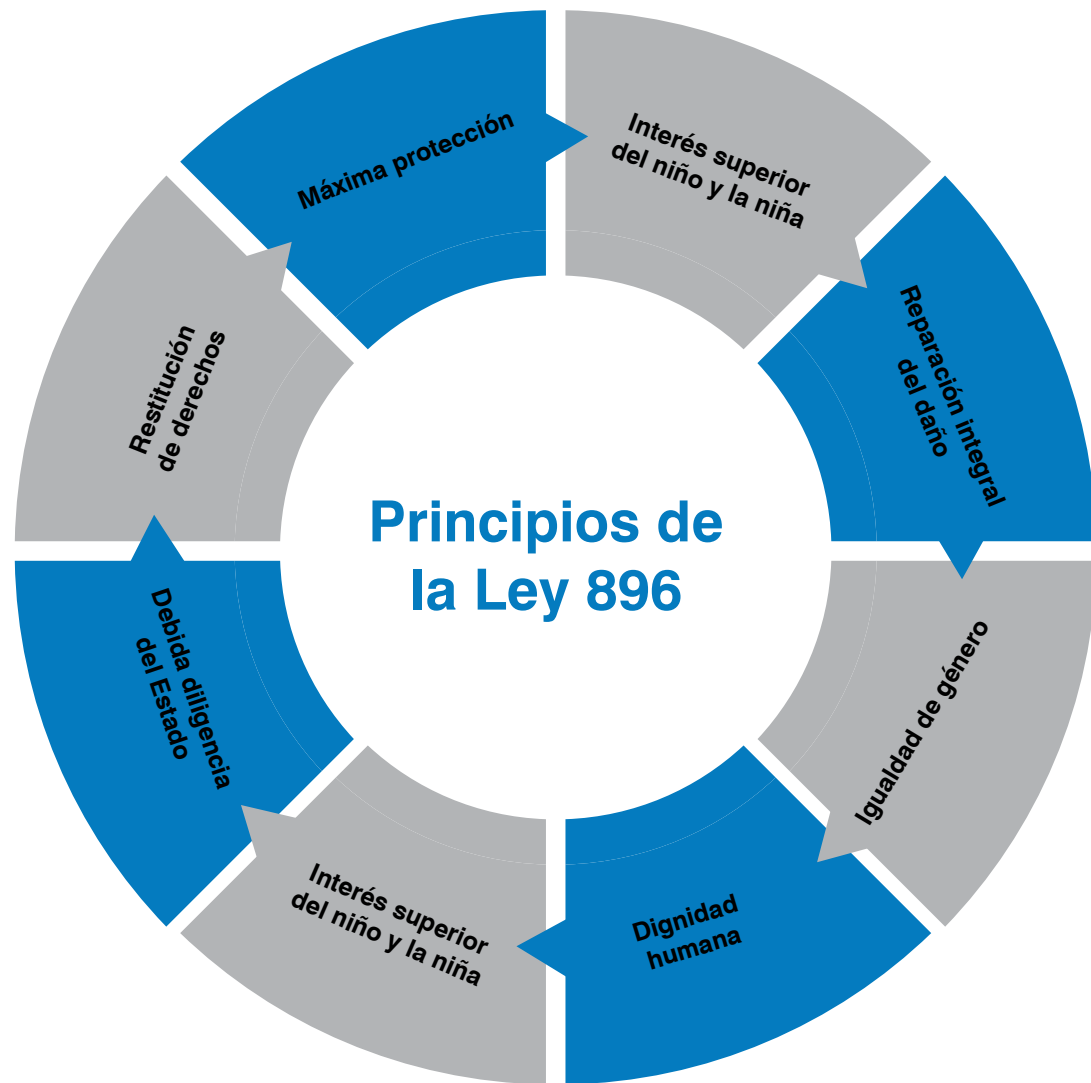 Principios de
la Ley 896
Máxima protección
Interés superior
del niño y la niña
Reparación integral
del daño
Igualdad de género
Dignidad
humana
Interés superior
del niño y la niña
Debida diligencia
del Estado
Restitución
de derechos